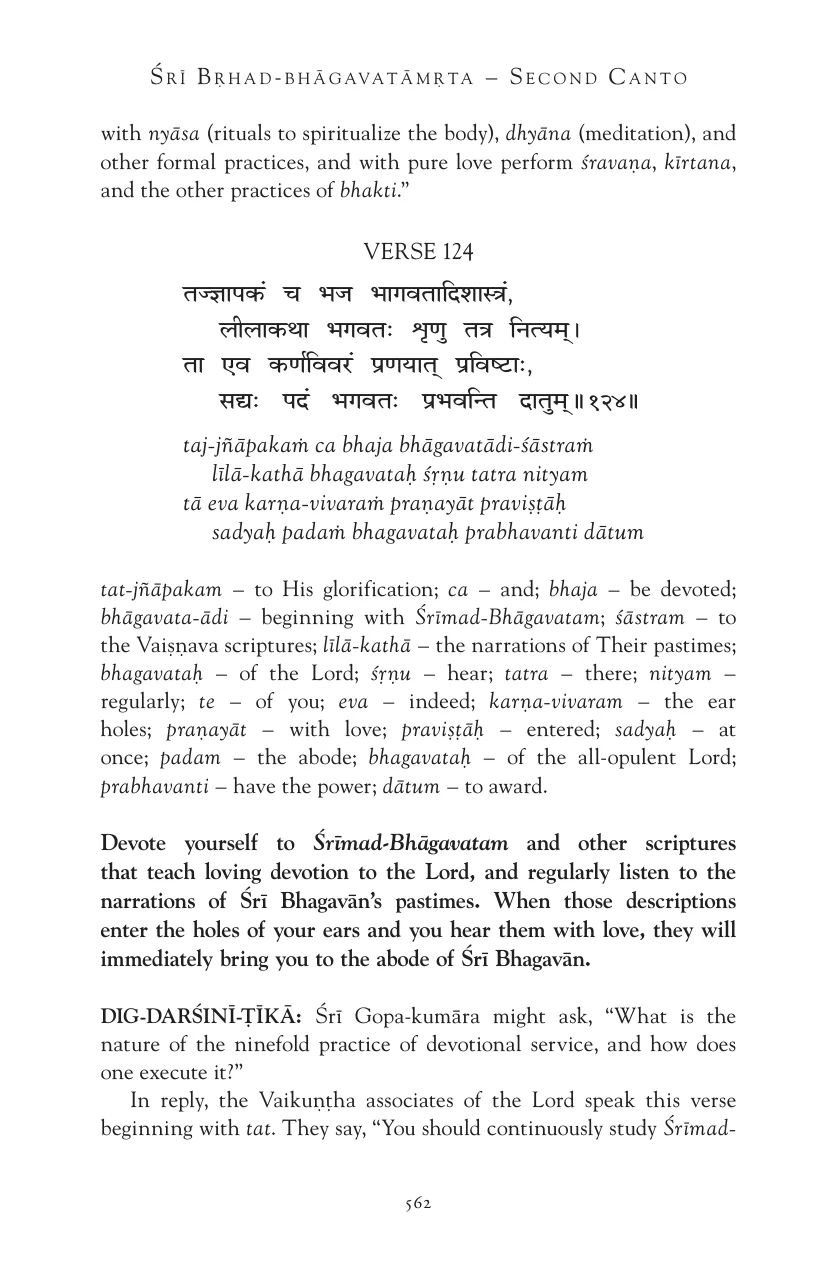 ŚRĪ BṚHAD-BHĀGAVATĀMṚTA – SECOND CANTO
with nyāsa (rituals to spiritualize the body), dhyāna (meditation), and
other formal practices, and with pure love perform śravaṇa, kīrtana,
and the other practices of bhakti.”
VERSE 124
तज्ज्ञापकं च भज भागवतादिशास्त्रं,
लीलाकथा भगवतः शृणु तत्र नित्यम्।
ता एव कर्णविवरं प्रणयात् प्रविष्टाः,
सद्यः पदं भगवतः प्रभवन्ति दातुम्॥१२४॥
taj-jñāpakaṁ ca bhaja bhāgavatādi-śāstraṁ
līlā-kathā bhagavataḥ śṛṇu tatra nityam
tā eva karṇa-vivaraṁ praṇayāt praviṣṭāḥ
sadyaḥ padaṁ bhagavataḥ prabhavanti dātum
tat-jñāpakam – to His glorification; ca – and; bhaja – be devoted;
bhāgavata-ādi – beginning with Śrīmad-Bhāgavatam; śāstram – to
the Vaiṣṇava scriptures; līlā-kathā – the narrations of Their pastimes;
bhagavataḥ – of the Lord; śṛṇu – hear; tatra – there; nityam –
regularly; te – of you; eva – indeed; karṇa-vivaram – the ear
holes; praṇayāt – with love; praviṣṭāḥ – entered; sadyaḥ – at
once; padam – the abode; bhagavataḥ – of the all-opulent Lord;
prabhavanti – have the power; dātum – to award.
Devote yourself to Śrīmad-Bhāgavatam and other scriptures
that teach loving devotion to the Lord, and regularly listen to the
narrations of Śrī Bhagavān’s pastimes. When those descriptions
enter the holes of your ears and you hear them with love, they will
immediately bring you to the abode of Śrī Bhagavān.
DIG-DARŚINĪ-ṬĪKĀ: Śrī Gopa-kumāra might ask, “What is the
nature of the ninefold practice of devotional service, and how does
one execute it?”
In reply, the Vaikuṇṭha associates of the Lord speak this verse
beginning with tat. They say, “You should continuously study Śrīmad-
562